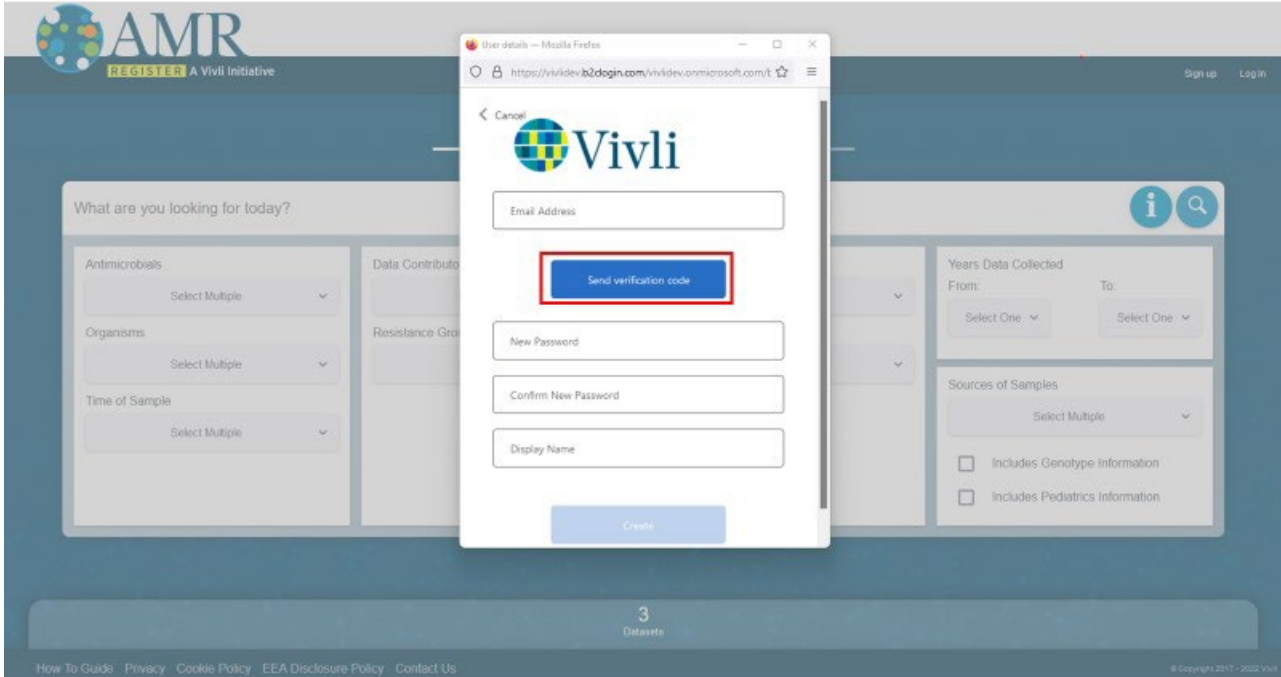 AMR
REGISTER A Vivli Initiative
User details — Mozilla Firefox
https://vivlidev.b2clogin.com/vivlidev.onmicrosoft.com/t
Sign up Log In
Cancel
Vivli
What are you looking for today?
Email Address
Send verification code
New Password
Confirm New Password
Display Name
Create
Antimicrobials
Select Multiple
Organisms
Select Multiple
Time of Sample
Select Multiple
Data Contributo
Resistance Gro
Years Data Collected
From: To:
Select One Select One
Sources of Samples
Select Multiple
Includes Genotype Information
Includes Pediatrics Information
3
Datasets
How To Guide Privacy Cookie Policy EEA Disclosure Policy Contact Us
© Copyright 2017 - 2022 Vivli